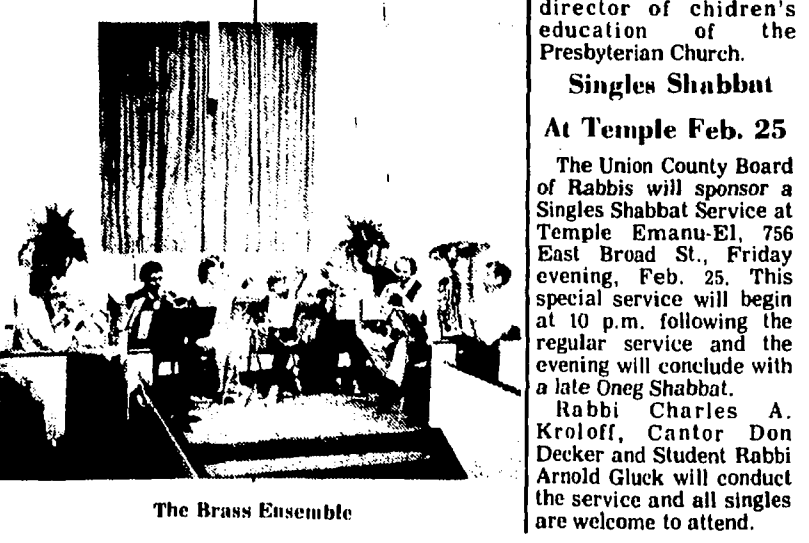 The Brass Ensemble
director of chidren's
education of the
Presbyterian Church.
Singles Shabbat
At Temple Feb. 25
The Union County Board
of Rabbis will sponsor a
Singles Shabbat Service at
Temple Emanu-El, 756
East Broad St., Friday
evening, Feb. 25. This
special service will begin
at 10 p.m. following the
regular service and the
evening will conclude with
a late Oneg Shabbat.
Rabbi Charles A.
Kroloff, Cantor Don
Decker and Student Rabbi
Arnold Gluck will conduct
the service and all singles
are welcome to attend.